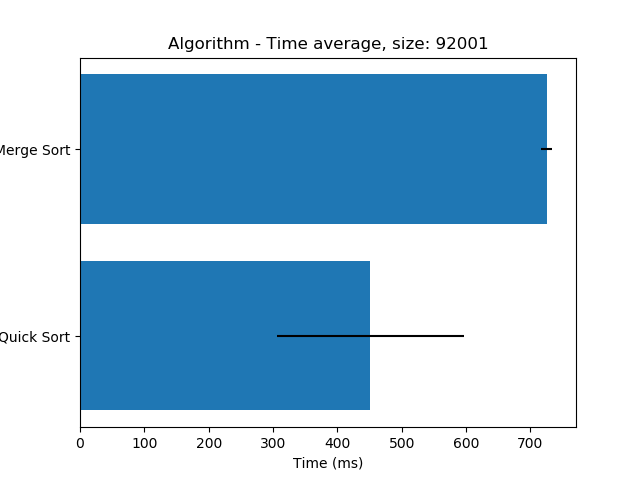 Algorithm - Time average, size: 92001
Merge Sort
Quick Sort
0 100 200 300 400 500 600 700
Time (ms)